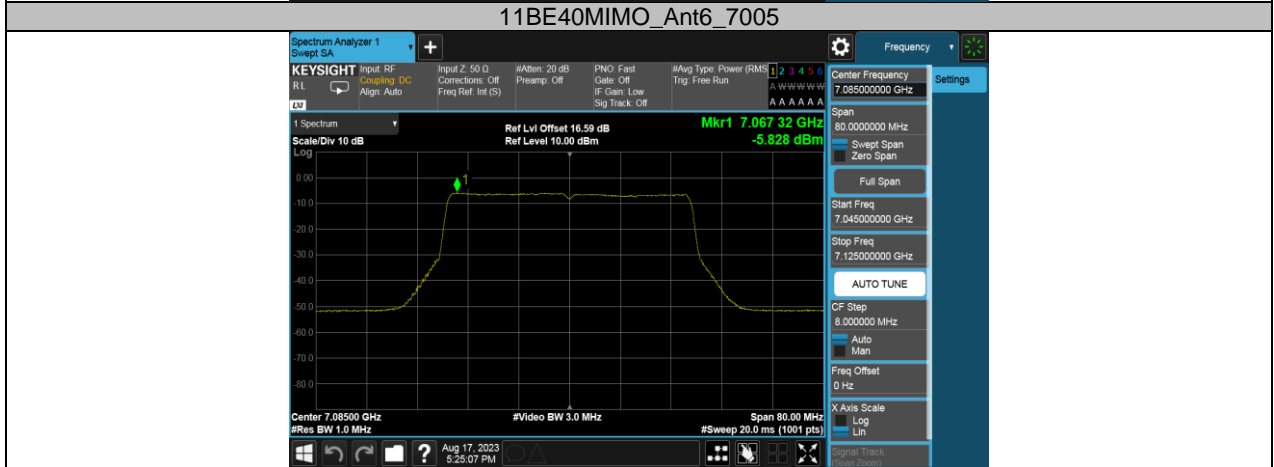 11BE40MIMO_Ant6_7005
Spectrum Analyzer 1
Swept SA
Frequency
KEYSIGHT
RL
LXI
Input: RF
Coupling: DC
Align: Auto
Input Z: 50 Ω
Corrections: Off
Freq Ref: Int (S)
#Atten: 20 dB
Preamp: Off
PNO: Fast
Gate: Off
IF Gain: Low
Sig Track: Off
#Avg Type: Power (RMS
Trig: Free Run
1 2 3 4 5 6
A W W W W W
A A A A A A
Center Frequency
7.085000000 GHz
Settings
1 Spectrum
Scale/Div 10 dB
Ref Lvl Offset 16.59 dB
Ref Level 10.00 dBm
Mkr1 7.067 32 GHz
-5.828 dBm
Log
0.00
-10.0
-20.0
-30.0
-40.0
-50.0
-60.0
-70.0
-80.0
1
Center 7.08500 GHz
#Res BW 1.0 MHz
#Video BW 3.0 MHz
Span 80.00 MHz
#Sweep 20.0 ms (1001 pts)
Span
80.0000000 MHz
Swept Span
Zero Span
Full Span
Start Freq
7.045000000 GHz
Stop Freq
7.125000000 GHz
AUTO TUNE
CF Step
8.000000 MHz
Auto
Man
Freq Offset
0 Hz
X Axis Scale
Log
Lin
Signal Track
(Span Zoom)
?
Aug 17, 2023
5:25:07 PM